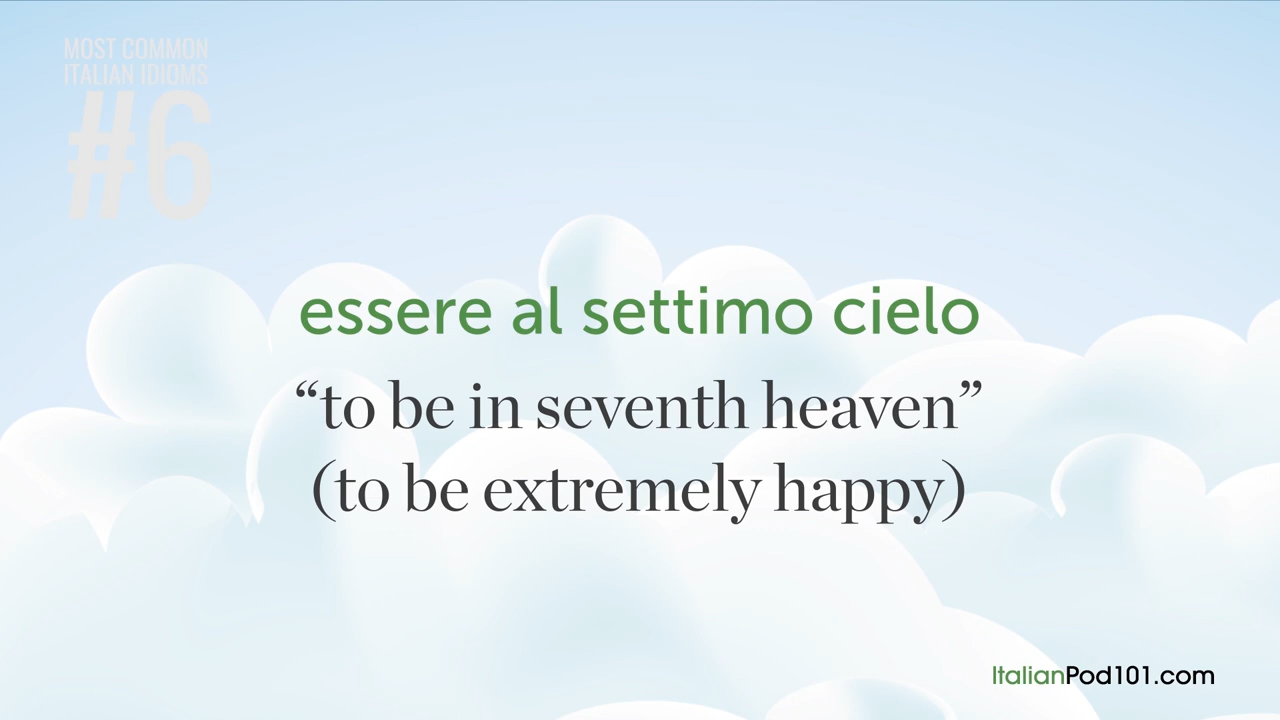 MOST COMMON
ITALIAN IDIOMS
#6
essere al settimo cielo
“to be in seventh heaven”
(to be extremely happy)
ItalianPod101.com